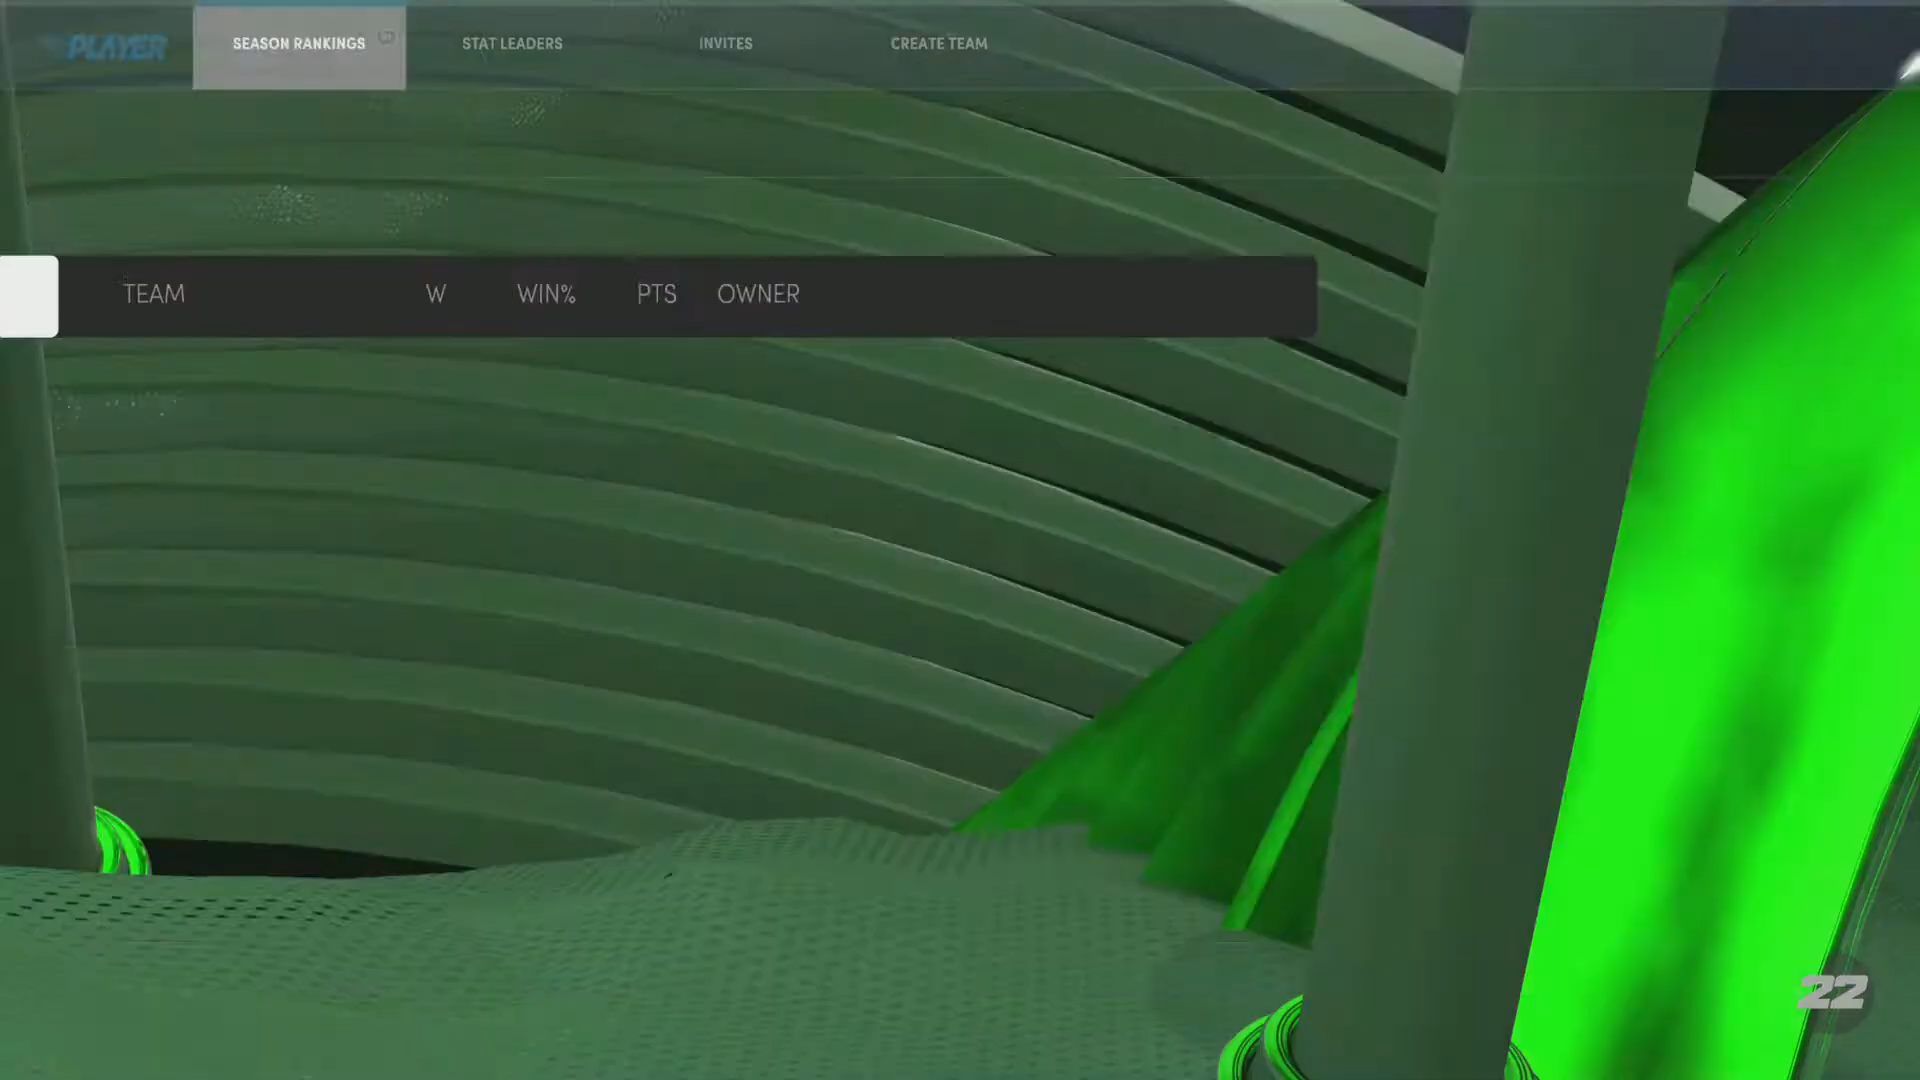 PLAYER SEASON RANKINGS STAT LEADERS INVITES CREATE TEAM
TEAM W WIN% PTS OWNER
22